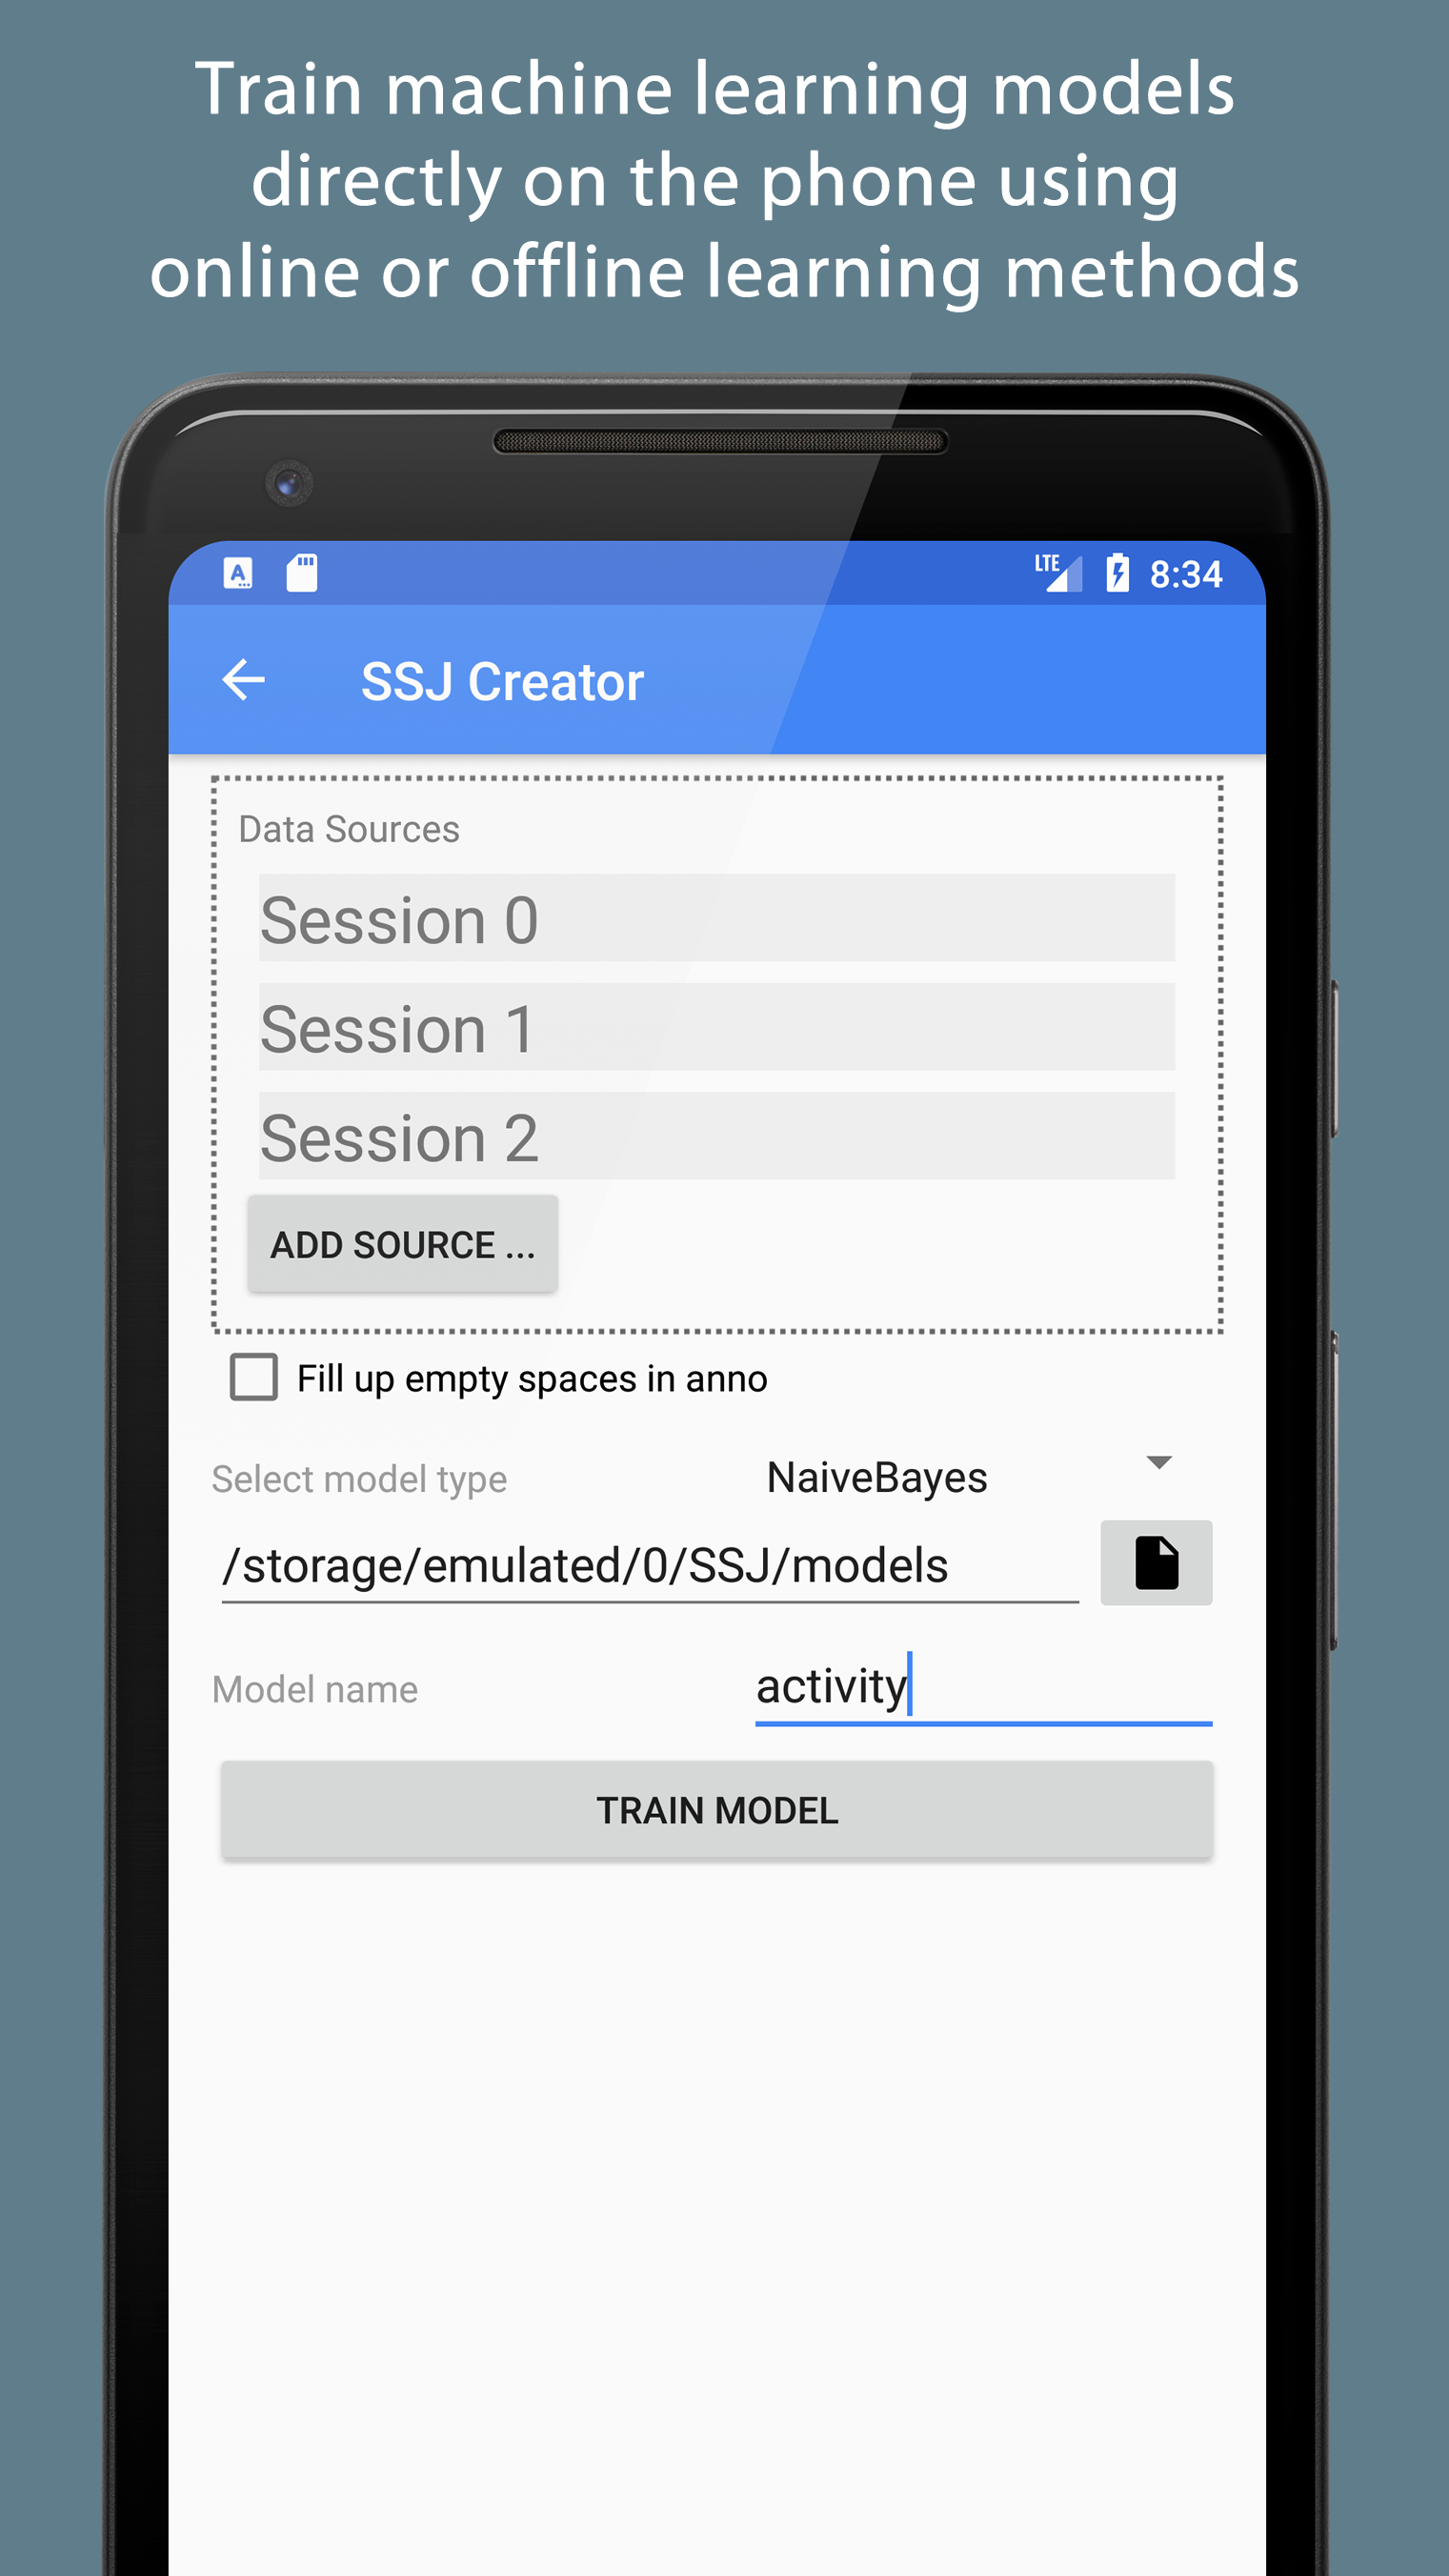 Train machine learning models
directly on the phone using
online or offline learning methods
LTE
8:34
A
SSJ Creator
Data Sources
Session 0
Session 1
Session 2
ADD SOURCE ...
Fill up empty spaces in anno
Select model type
NaiveBayes
/storage/emulated/0/SSJ/models
Model name
activity
TRAIN MODEL